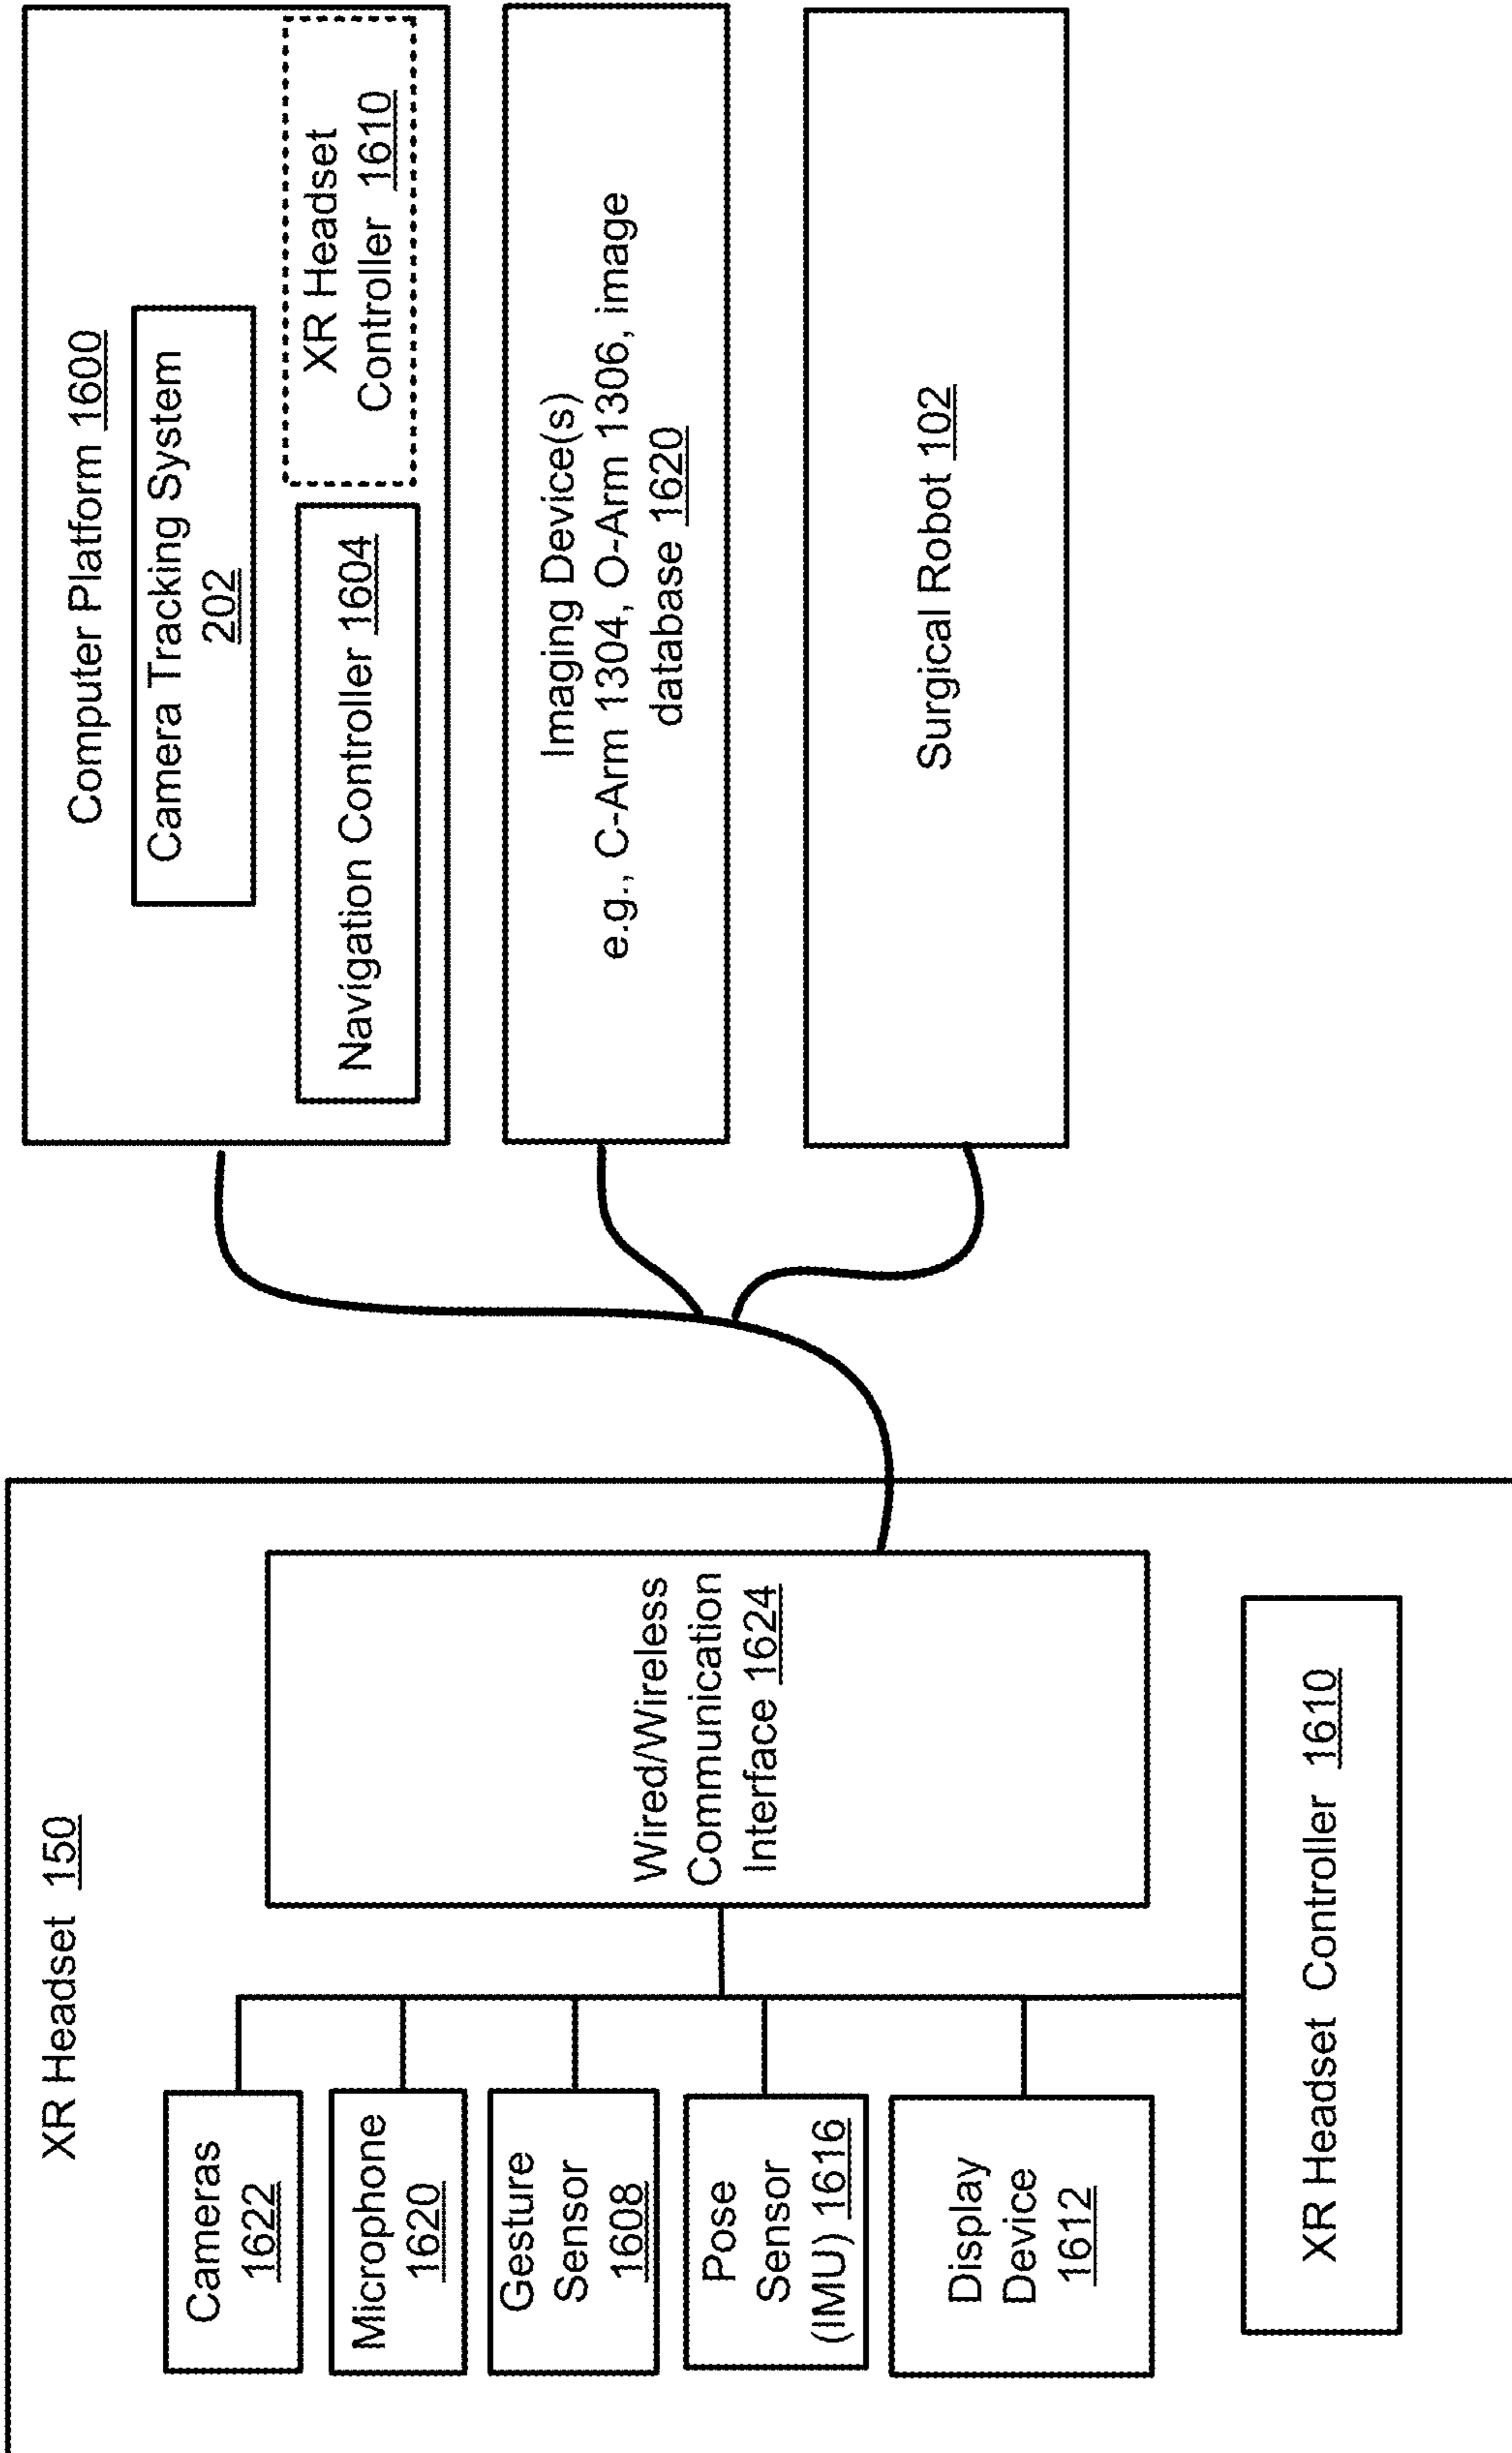 XR Headset 150
Cameras
1622
Microphone
1620
Gesture
Sensor
1608
Pose
Sensor
(IMU) 1616
Display
Device
1612
Wired/Wireless
Communication
Interface 1624
XR Headset Controller 1610
Computer Platform 1600
Camera Tracking System
202
Navigation Controller 1604
XR Headset
Controller 1610
Imaging Device(s)
e.g., C-Arm 1304, O-Arm 1306, image
database 1620
Surgical Robot 102